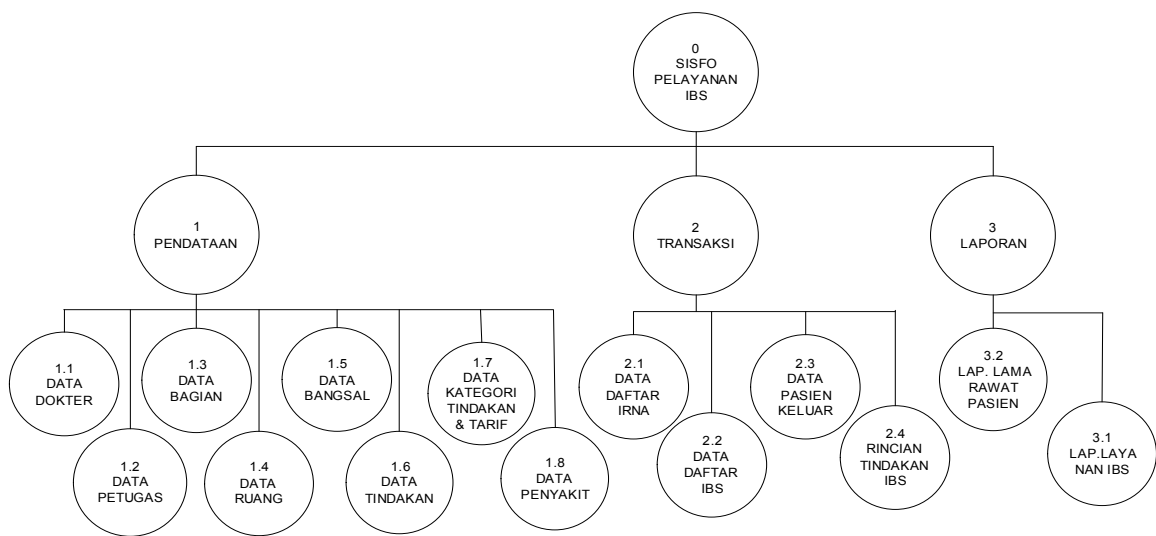 0
SISFO
PELAYANAN
IBS
1
PENDATAAN
2
TRANSAKSI
3
LAPORAN
1.1
DATA
DOKTER
1.2
DATA
PETUGAS
1.3
DATA
BAGIAN
1.4
DATA
RUANG
1.5
DATA
BANGSAL
1.6
DATA
TINDAKAN
1.7
DATA
KATEGORI
TINDAKAN
& TARIF
1.8
DATA
PENYAKIT
2.1
DATA
DAFTAR
IRNA
2.2
DATA
DAFTAR
IBS
2.3
DATA
PASIEN
KELUAR
2.4
RINCIAN
TINDAKAN
IBS
3.2
LAP. LAMA
RAWAT
PASIEN
3.1
LAP.LAYA
NAN IBS